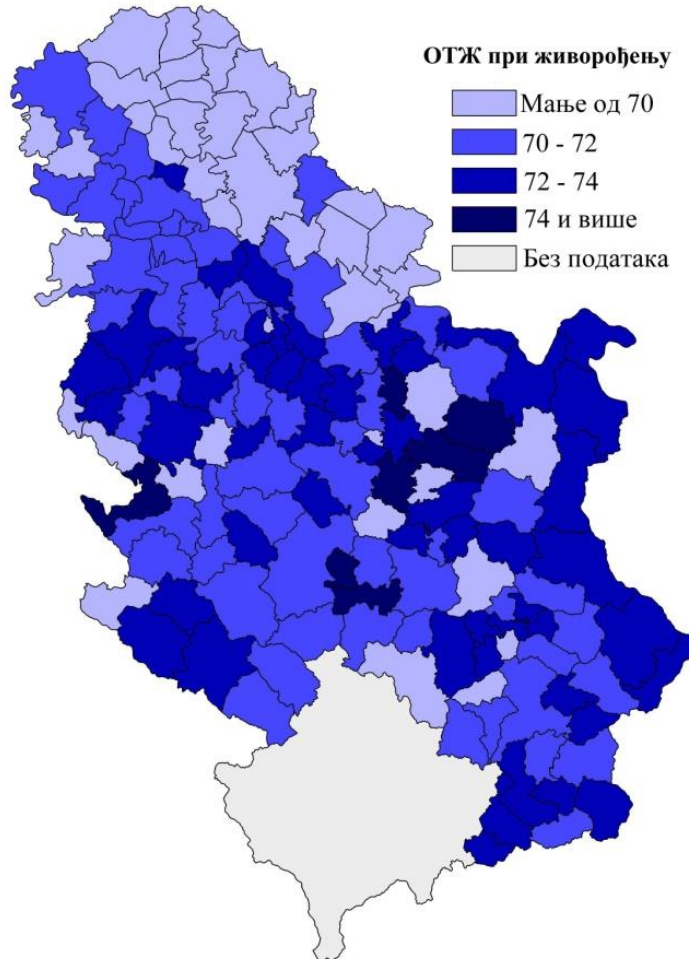 ОТЖ при живорођењу
Мање од 70
70 - 72
72 - 74
74 и више
Без података